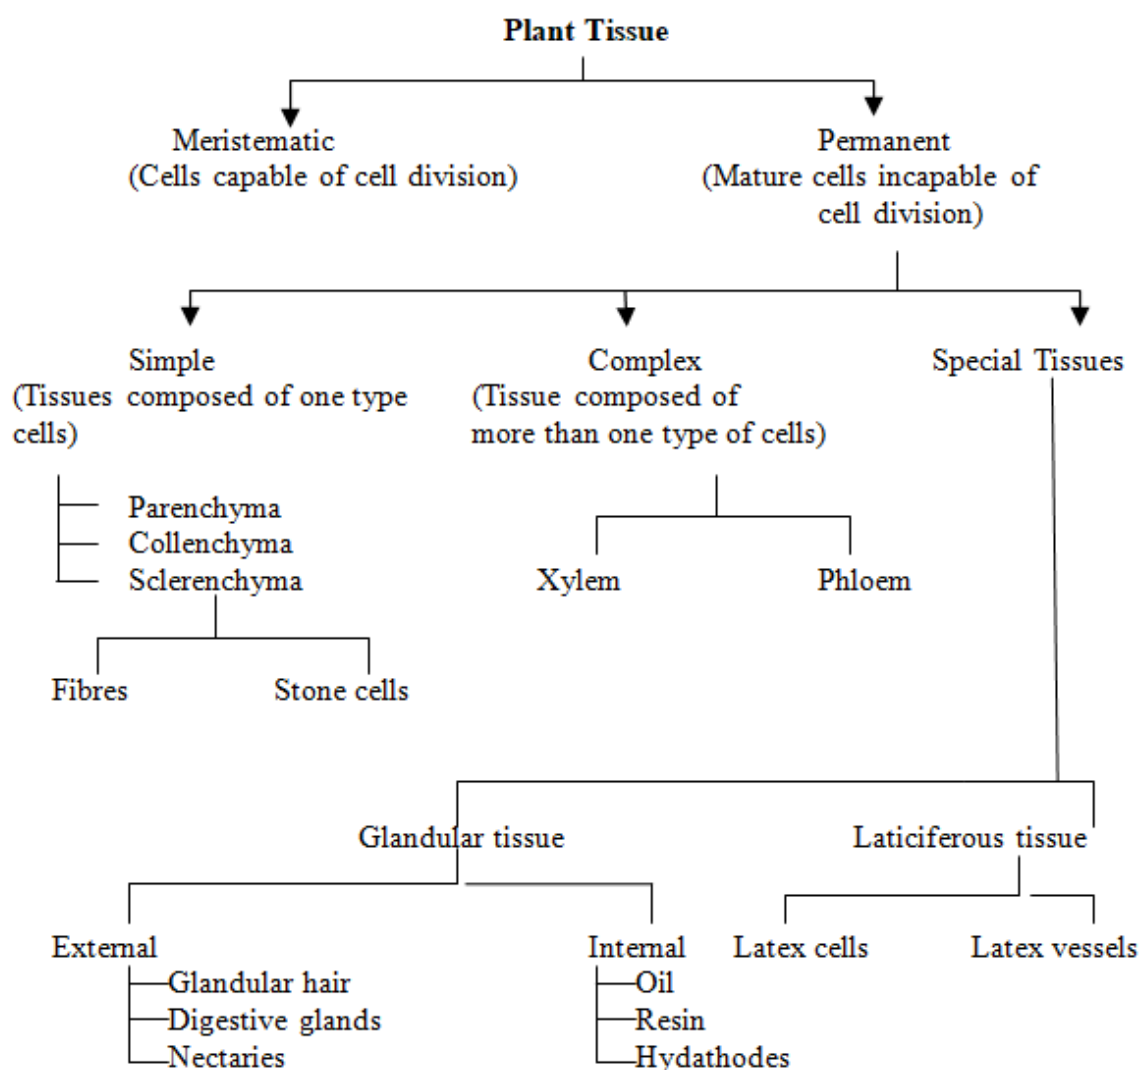 Plant Tissue
Meristematic
(Cells capable of cell division)
Permanent
(Mature cells incapable of
cell division)
Simple
(Tissues composed of one type
cells)
Complex
(Tissue composed of
more than one type of cells)
Special Tissues
Parenchyma
Collenchyma
Sclerenchyma
Xylem
Phloem
Fibres
Stone cells
Glandular tissue
Laticiferous tissue
External
Glandular hair
Digestive glands
Nectaries
Internal
Oil
Resin
Hydathodes
Latex cells
Latex vessels